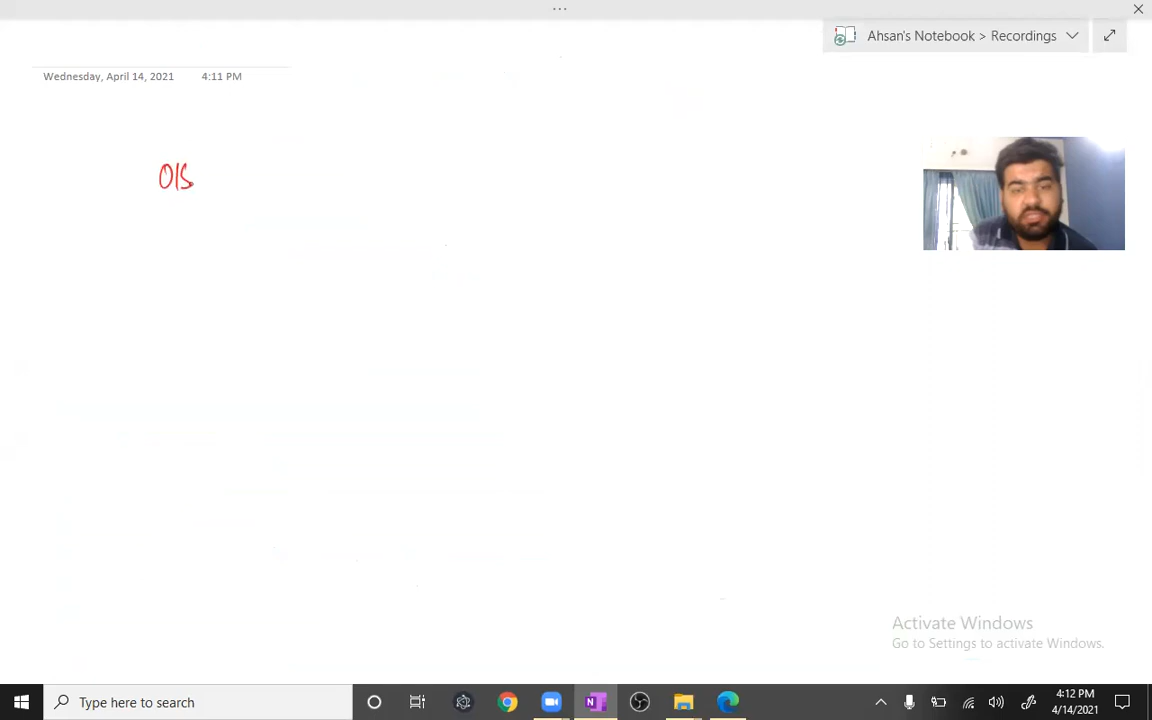 Ahsan's Notebook > Recordings
Wednesday, April 14, 2021 4:11 PM
OIS
Activate Windows
Go to Settings to activate Windows.
Type here to search
4:12 PM
4/14/2021